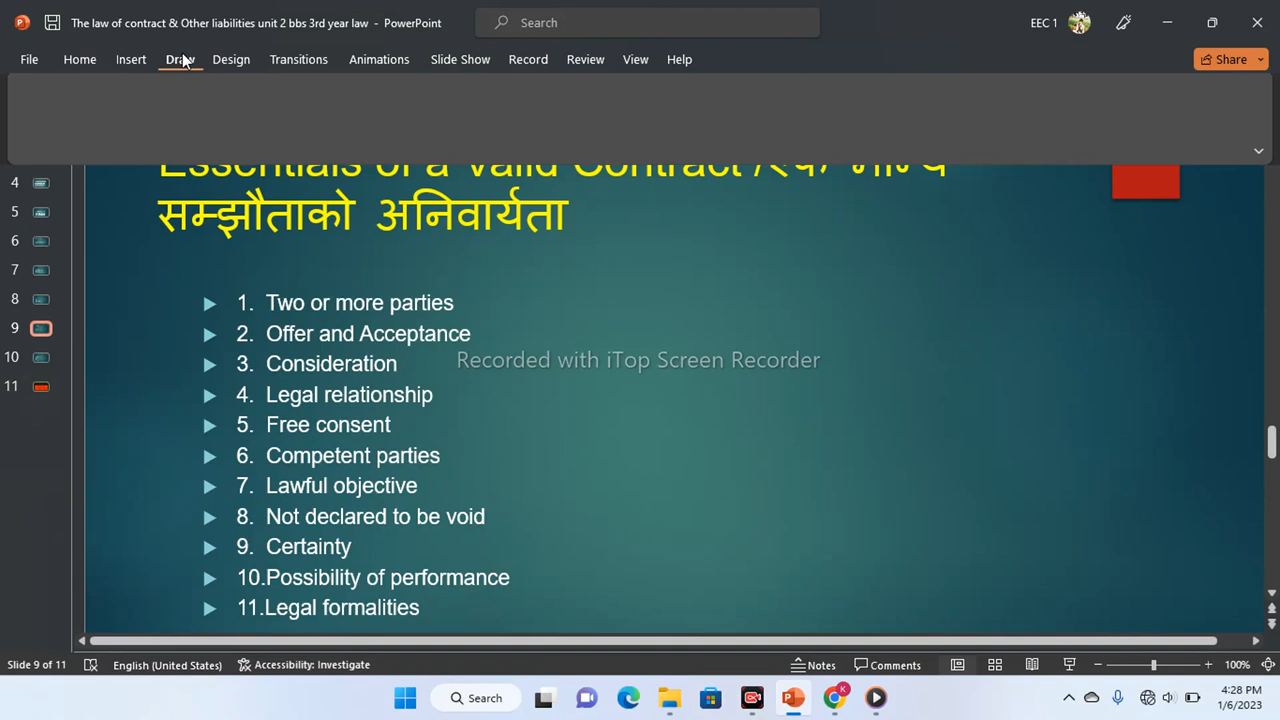 The law of contract & Other liabilities unit 2 bbs 3rd year law - PowerPoint
Search
EEC 1
File Home Insert Draw Design Transitions Animations Slide Show Record Review View Help
Share
Essentials of a Valid Contract /एक मान्य
सम्झौताको अनिवार्यता
4
5
6
7
8
9
10
11
1. Two or more parties
2. Offer and Acceptance
3. Consideration
4. Legal relationship
5. Free consent
6. Competent parties
7. Lawful objective
8. Not declared to be void
9. Certainty
10.Possibility of performance
11.Legal formalities
Recorded with iTop Screen Recorder
Slide 9 of 11 English (United States) Accessibility: Investigate Notes Comments 100%
Search
K
4:28 PM
1/6/2023